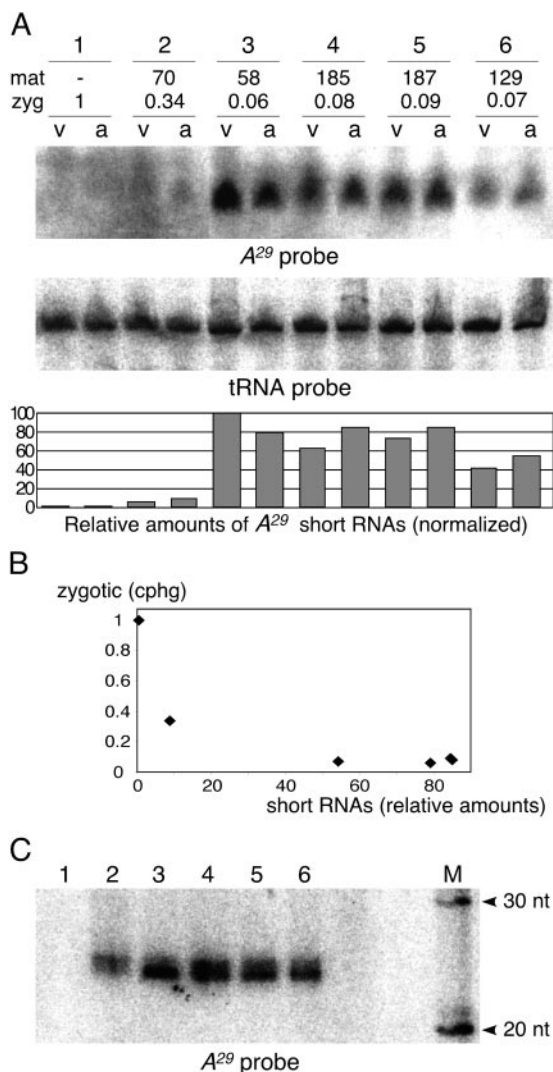 A
1 2 3 4 5 6
mat - 70 58 185 187 129
zyg 1 0.34 0.06 0.08 0.09 0.07
v a v a v a v a v a v a
A29 probe
tRNA probe
100
80
60
40
20
0
Relative amounts of A29 short RNAs (normalized)
B
zygotic (cphg)
1
0.8
0.6
0.4
0.2
0
0 20 40 60 80
short RNAs (relative amounts)
C
1 2 3 4 5 6 M
30 nt
20 nt
A29 probe